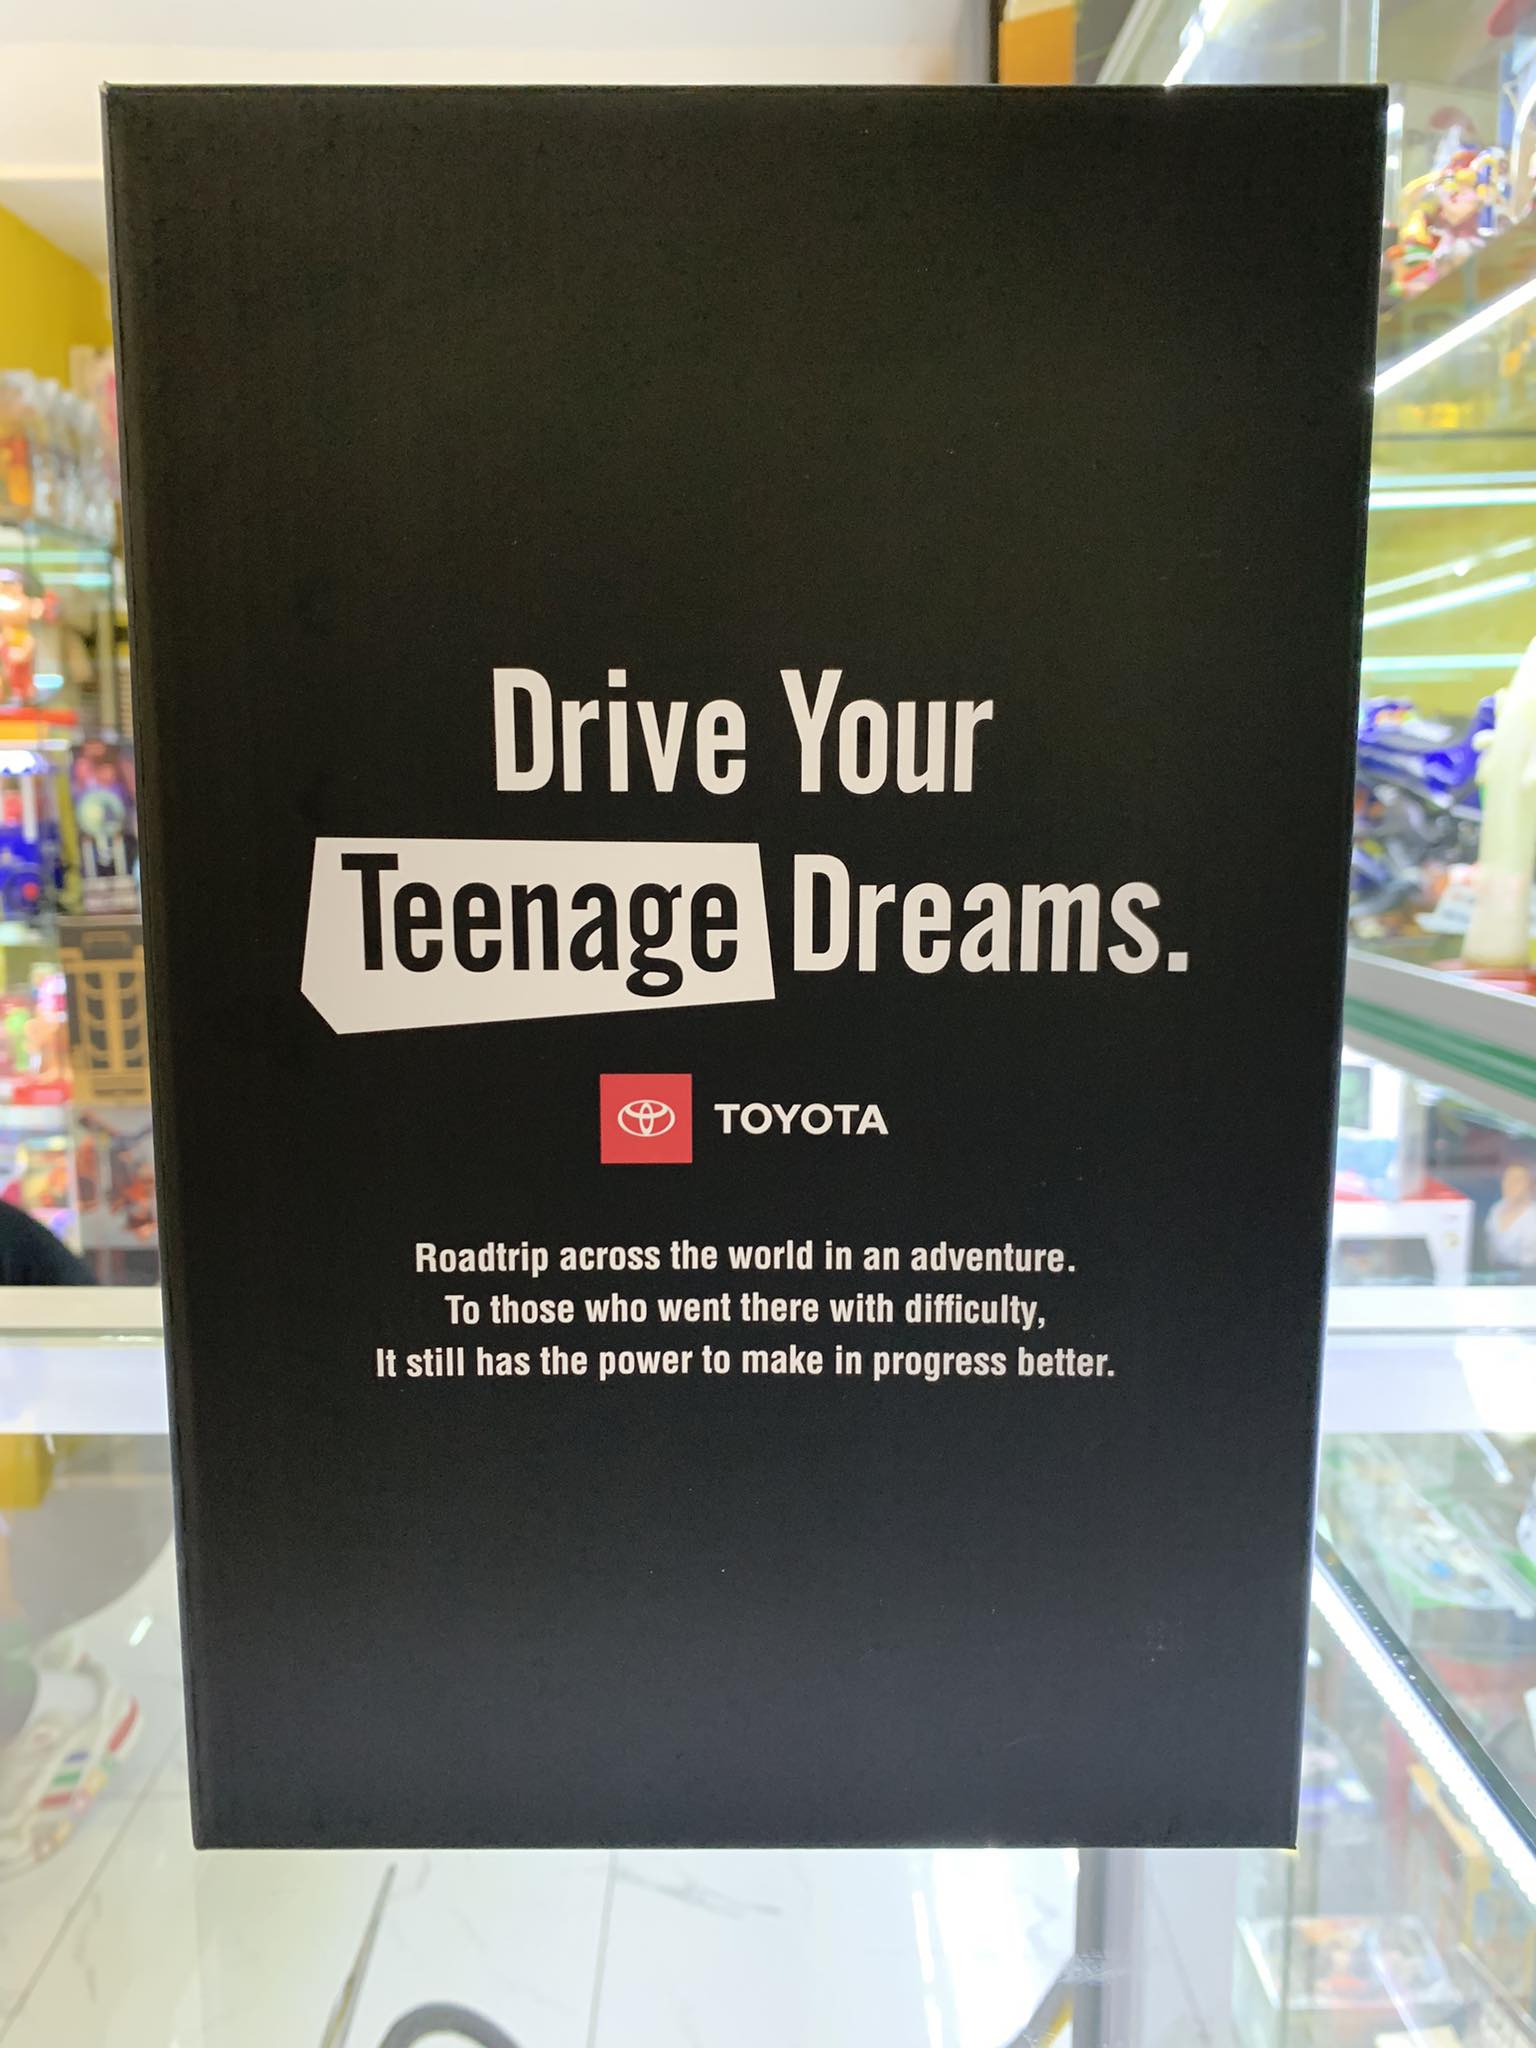 Drive Your
Teenage Dreams.
TOYOTA
Roadtrip across the world in an adventure.
To those who went there with difficulty,
It still has the power to make in progress better.